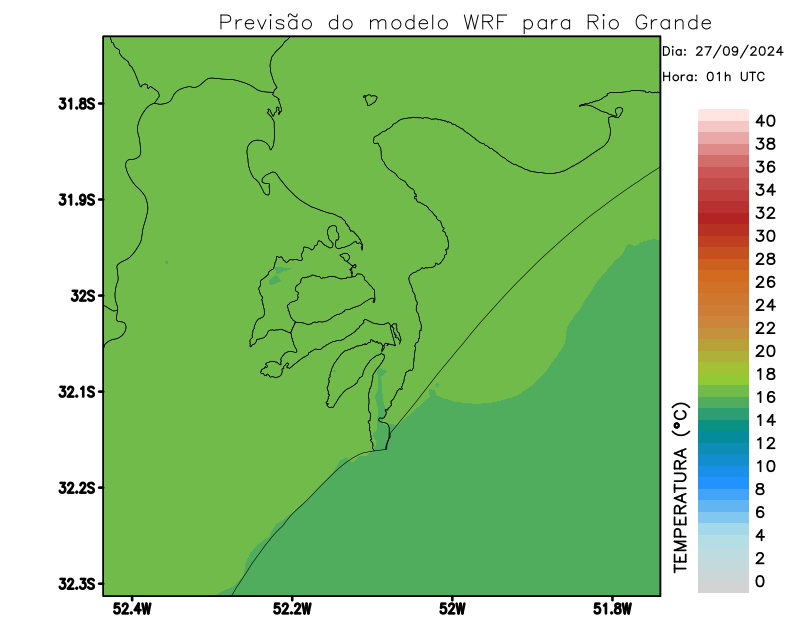 Previsão do modelo WRF para Rio Grande
Dia: 27/09/2024
Hora: 01h UTC
31.8S
31.9S
32S
32.1S
32.2S
32.3S
52.4W
52.2W
52W
51.8W
TEMPERATURA (°C)
40
38
36
34
32
30
28
26
24
22
20
18
16
14
12
10
8
6
4
2
0